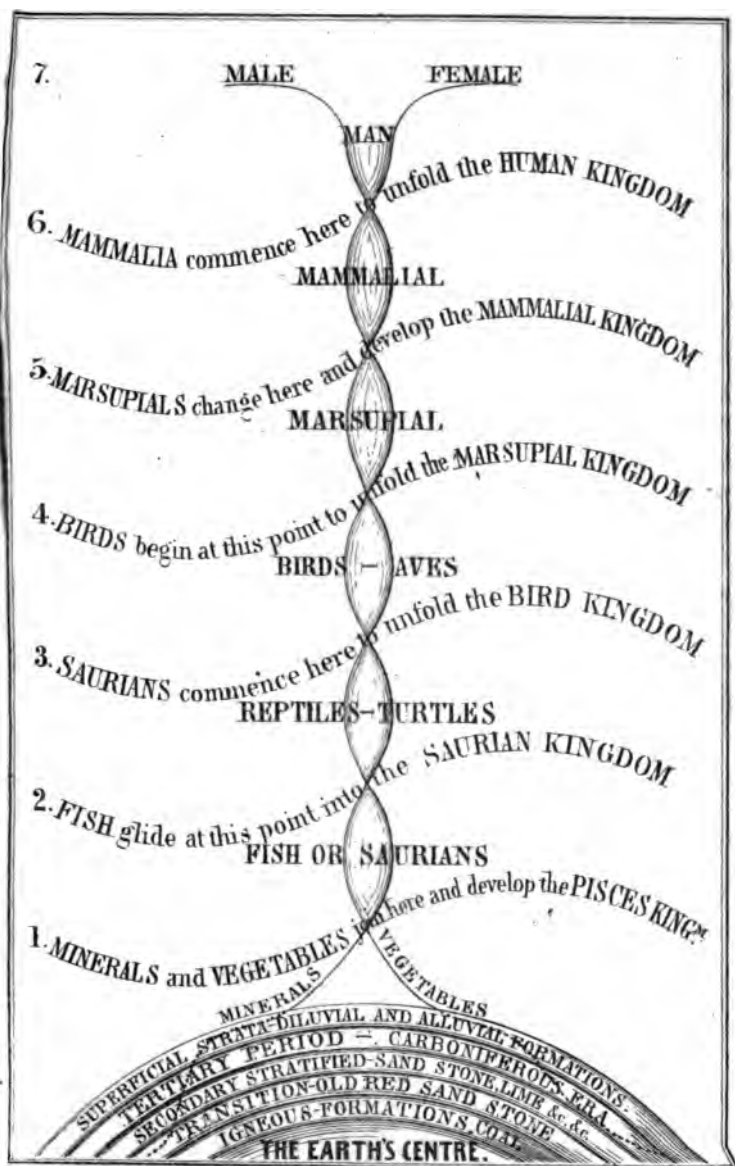 7.
MALE FEMALE
MAN
6. MAMMALIA commence here to unfold the HUMAN KINGDOM
MAMMALIAL
5. MARSUPIALS change here and develop the MAMMALIAL KINGDOM
MARSUPIAL
4. BIRDS begin at this point to unfold the MARSUPIAL KINGDOM
BIRDS — AVES
3. SAURIANS commence here to unfold the BIRD KINGDOM
REPTILES—TURTLES
2. FISH glide at this point into the SAURIAN KINGDOM
FISH OR SAURIANS
1. MINERALS and VEGETABLES join here and develop the PISCES KING.M
MINERALS VEGETABLES
SUPERFICIAL STRATA-DILUVIAL AND ALLUVIAL FORMATIONS.
TERTIARY PERIOD —. CARBONIFEROUS ERA
SECONDARY STRATIFIED-SAND STONE, LIME &c. &c.
TRANSITION-OLD RED SAND STONE
IGNEOUS-FORMATIONS, COAL
THE EARTH'S CENTRE.